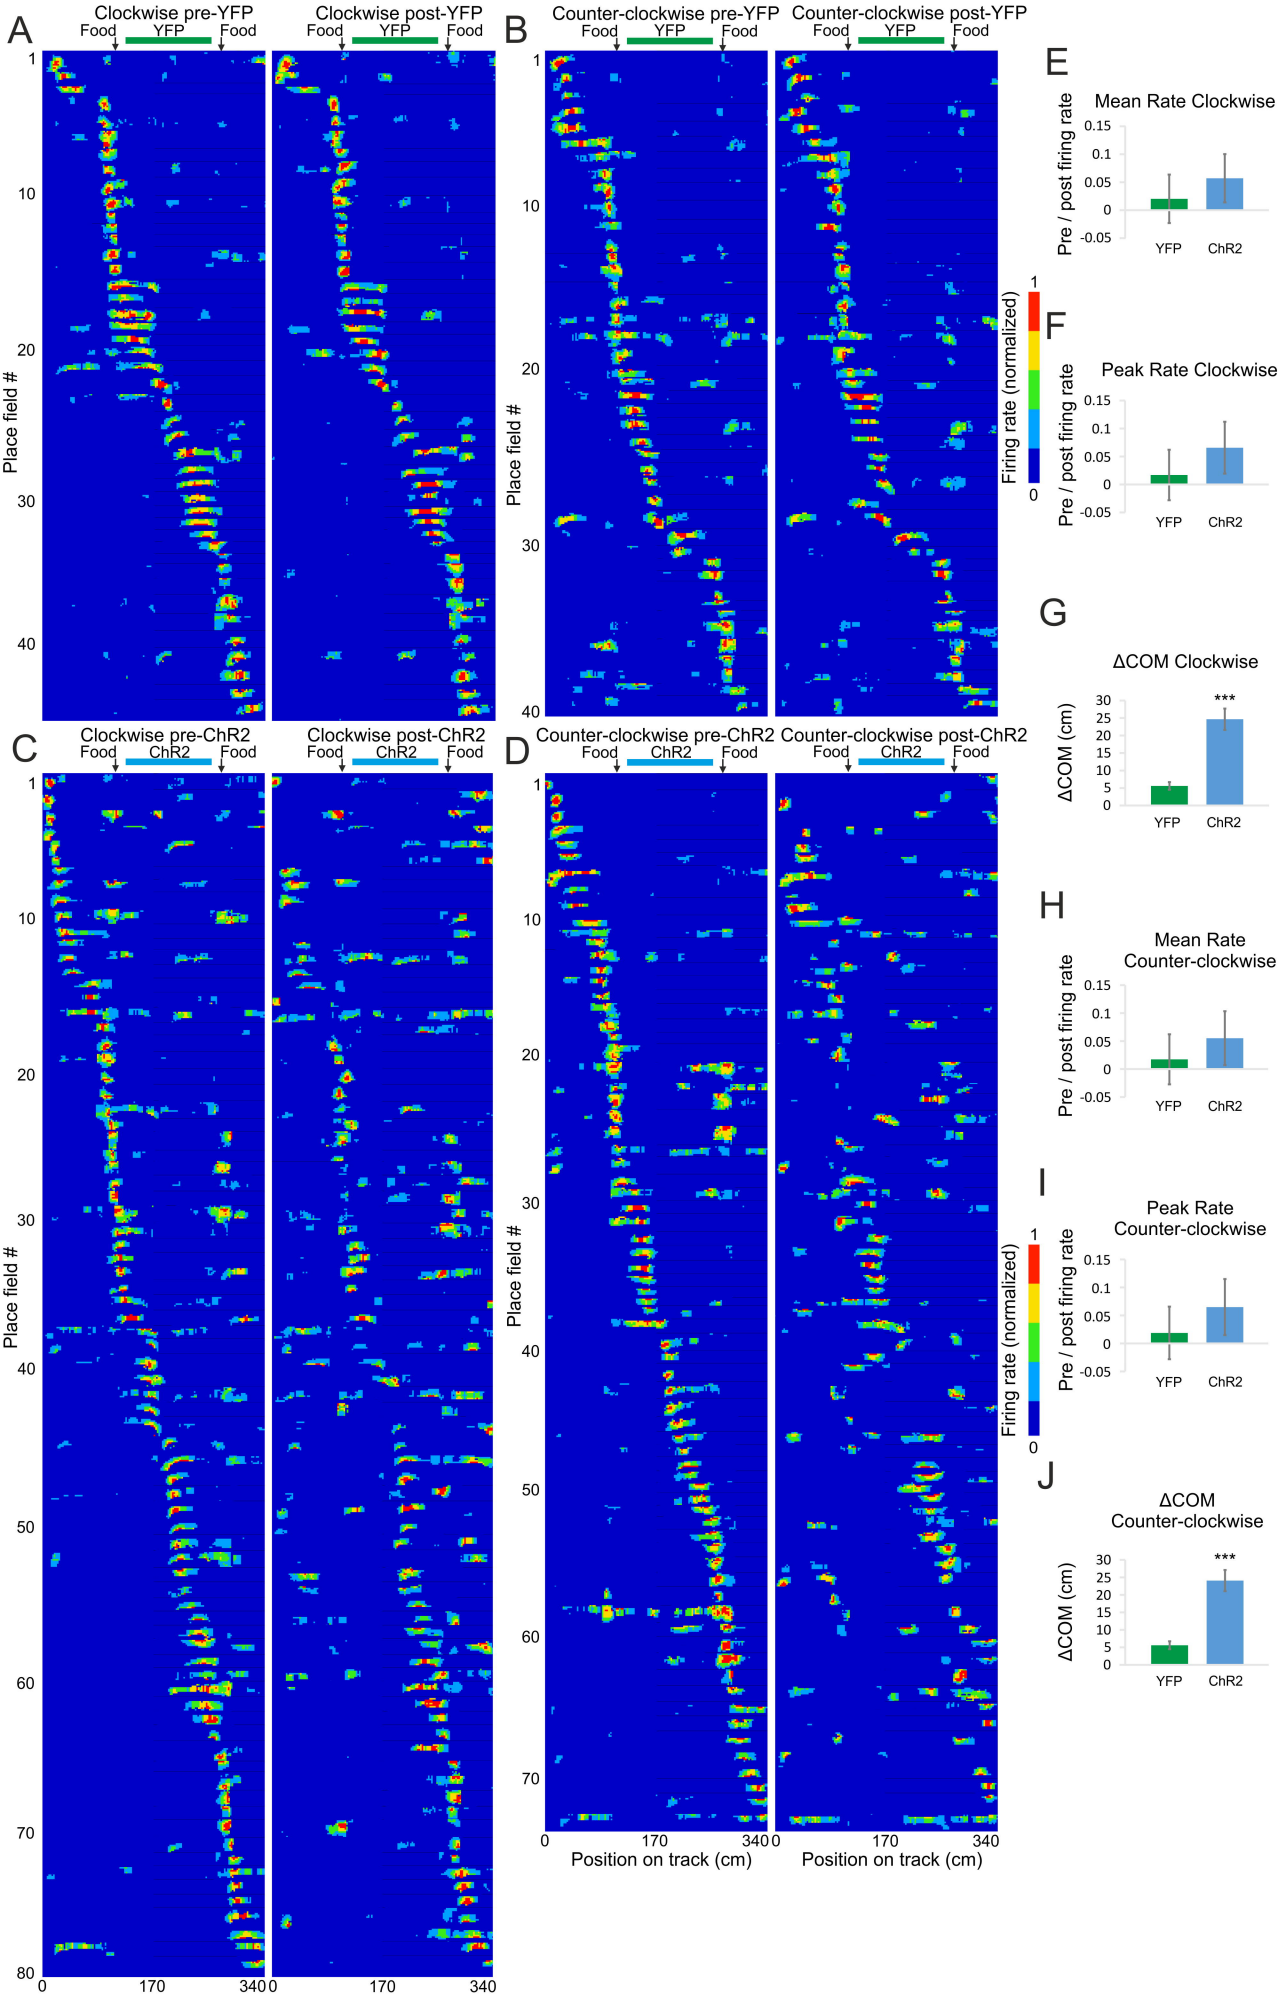 A
Clockwise pre-YFP
Food
YFP
Food
Clockwise post-YFP
Food
YFP
Food
Place field #
1
10
20
30
40
B
Counter-clockwise pre-YFP
Food
YFP
Food
Counter-clockwise post-YFP
Food
YFP
Food
Place field #
1
10
20
30
40
Firing rate (normalized)
1
0
C
Clockwise pre-ChR2
Food
ChR2
Food
Clockwise post-ChR2
Food
ChR2
Food
Place field #
1
10
20
30
40
50
60
70
80
0
170
340
0
170
340
D
Counter-clockwise pre-ChR2
Food
ChR2
Food
Counter-clockwise post-ChR2
Food
ChR2
Food
Place field #
1
10
20
30
40
50
60
70
0
170
340
0
170
340
Position on track (cm)
Position on track (cm)
Firing rate (normalized)
1
0
E
Mean Rate Clockwise
Pre / post firing rate
0.15
0.1
0.05
0
-0.05
YFP
ChR2
F
Peak Rate Clockwise
Pre / post firing rate
0.15
0.1
0.05
0
-0.05
YFP
ChR2
G
ΔCOM Clockwise
ΔCOM (cm)
30
25
20
15
10
5
0
***
YFP
ChR2
H
Mean Rate
Counter-clockwise
Pre / post firing rate
0.15
0.1
0.05
0
-0.05
YFP
ChR2
I
Peak Rate
Counter-clockwise
Pre / post firing rate
0.15
0.1
0.05
0
-0.05
YFP
ChR2
J
ΔCOM
Counter-clockwise
ΔCOM (cm)
30
25
20
15
10
5
0
***
YFP
ChR2